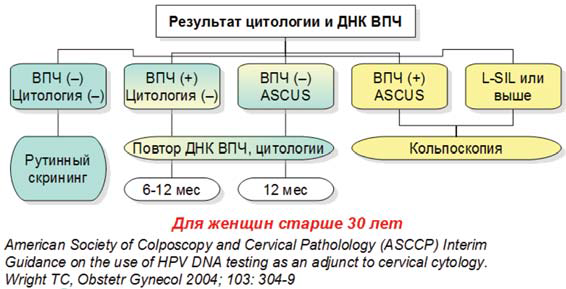 Результат цитологии и ДНК ВПЧ
ВПЧ (–)
Цитология (–)
ВПЧ (+)
Цитология (–)
ВПЧ (–)
ASCUS
ВПЧ (+)
ASCUS
L-SIL или
выше
Рутинный
скрининг
Повтор ДНК ВПЧ, цитологии
Кольпоскопия
6-12 мес
12 мес
Для женщин старше 30 лет
American Society of Colposcopy and Cervical Patholology (ASCCP) Interim
Guidance on the use of HPV DNA testing as an adjunct to cervical cytology.
Wright TC, Obstetr Gynecol 2004; 103: 304-9